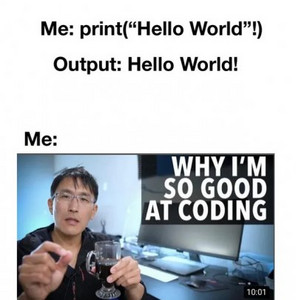 Me: print(“Hello World”!)
Output: Hello World!
Me:
WHY I'M
SO GOOD
AT CODING
10:01